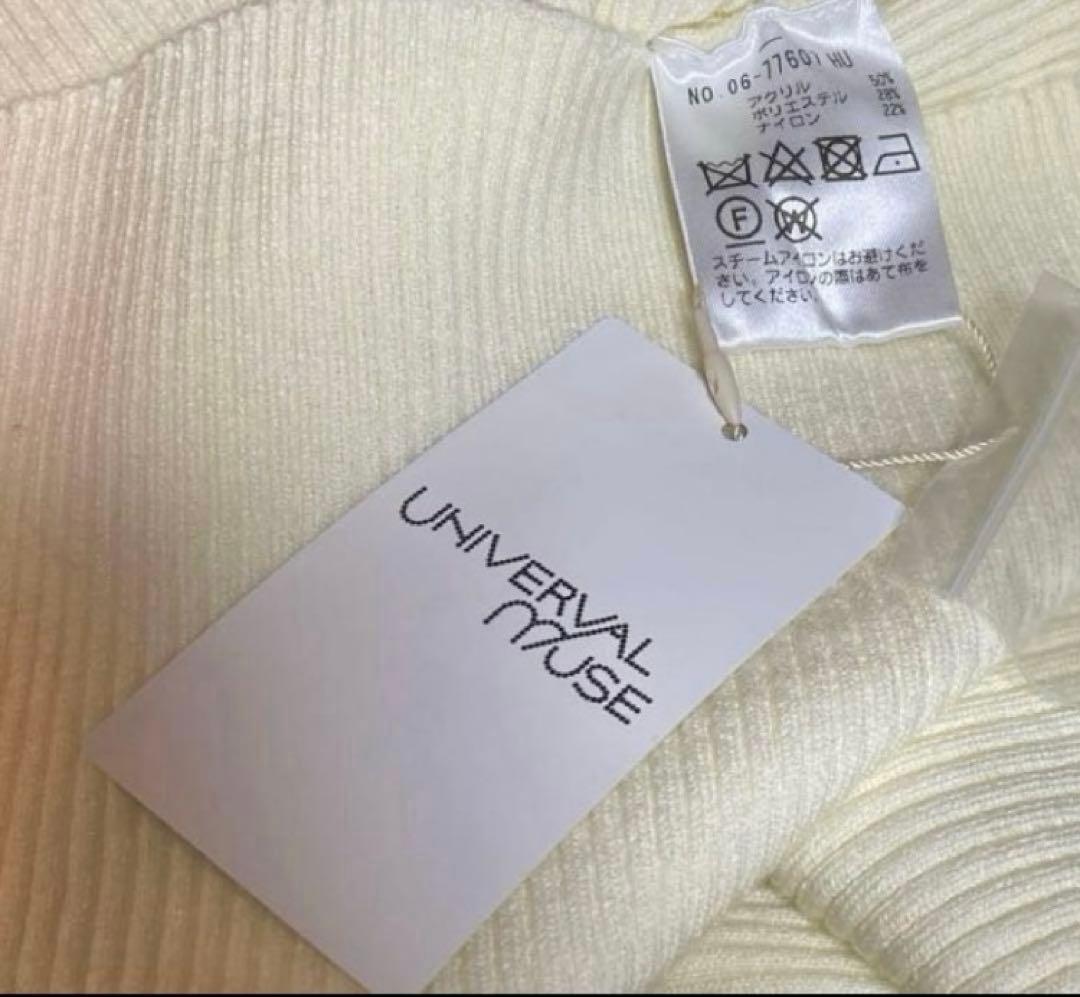 NO. 06-77601 HU
アクリル 50%
ポリエステル 28%
ナイロン 22%
F
W
スチームアイロンはお避けくだ
さい。アイロンの際はあて布を
してください。
UNIVERVAL
MUSE